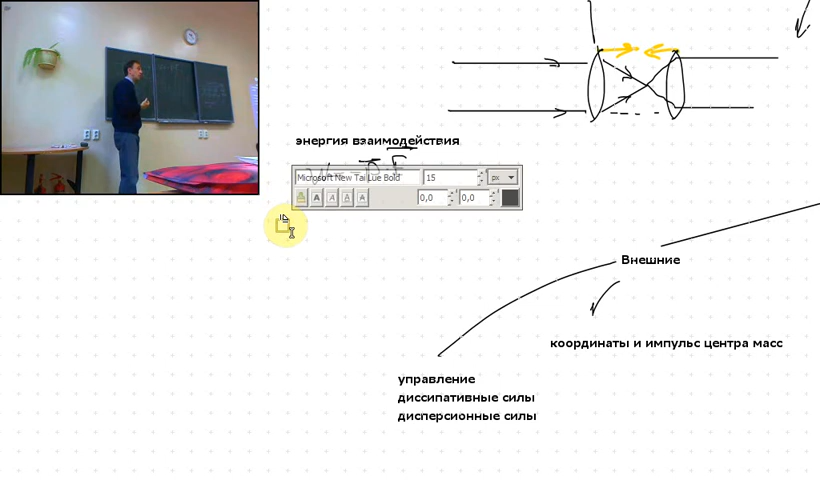 энергия взаимодействия
Microsoft New Tai Lue Bold
15
px
A A A A
0,0
0,0
Внешние
координаты и импульс центра масс
управление
диссипативные силы
дисперсионные силы